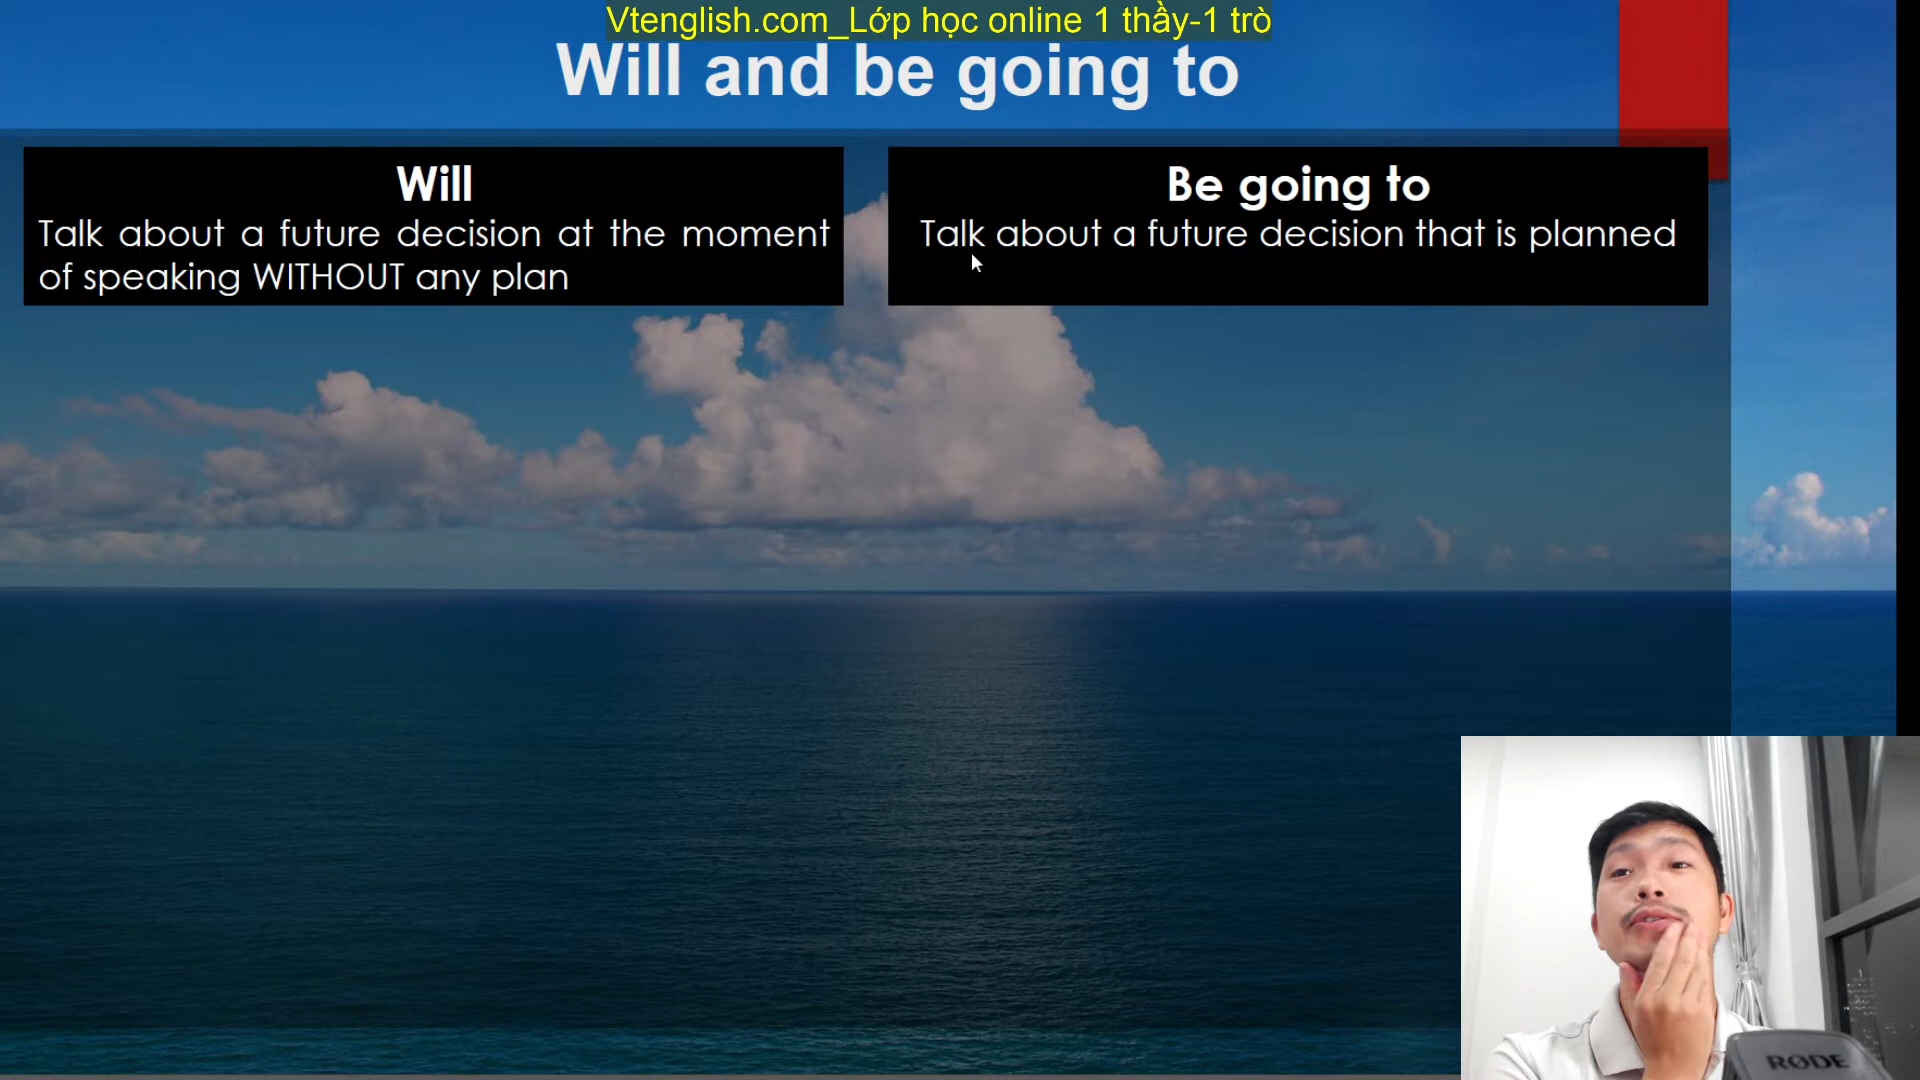 Vtenglish.com_Lớp học online 1 thầy-1 trò
Will and be going to
Will
Talk about a future decision at the moment
of speaking WITHOUT any plan
Be going to
Talk about a future decision that is planned
RØDE